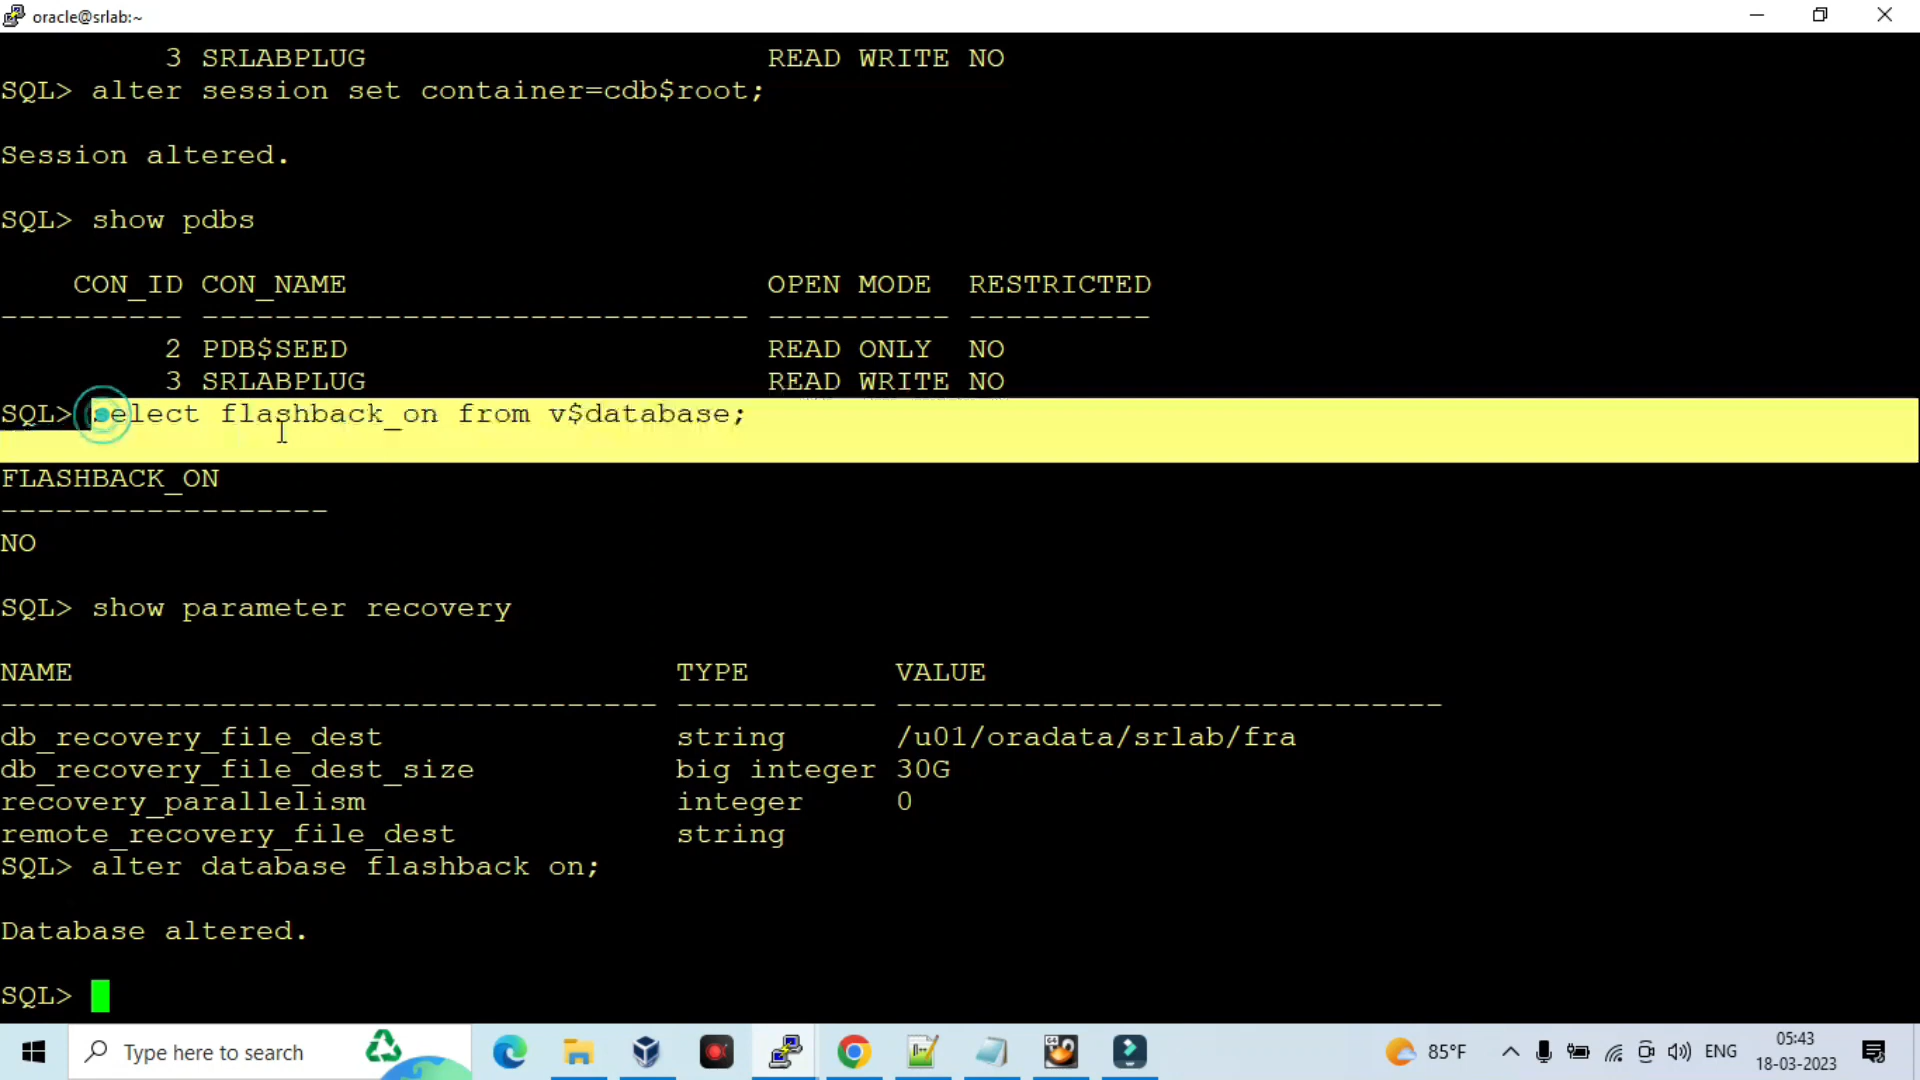 oracle@srlab:~
3 SRLABPLUG READ WRITE NO
SQL> alter session set container=cdb$root;
Session altered.
SQL> show pdbs
CON_ID CON_NAME OPEN MODE RESTRICTED
---------- ------------------------------ ---------- ----------
2 PDB$SEED READ ONLY NO
3 SRLABPLUG READ WRITE NO
SQL> select flashback_on from v$database;
FLASHBACK_ON
------------------
NO
SQL> show parameter recovery
NAME TYPE VALUE
------------------------------------ ----------- ------------------------------
db_recovery_file_dest string /u01/oradata/srlab/fra
db_recovery_file_dest_size big integer 30G
recovery_parallelism integer 0
remote_recovery_file_dest string
SQL> alter database flashback on;
Database altered.
SQL>
Type here to search
85°F
ENG
05:43
18-03-2023